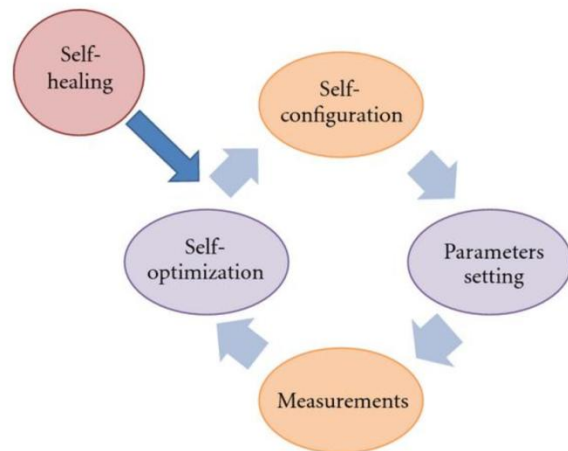 Self-
healing
Self-
configuration
Self-
optimization
Parameters
setting
Measurements